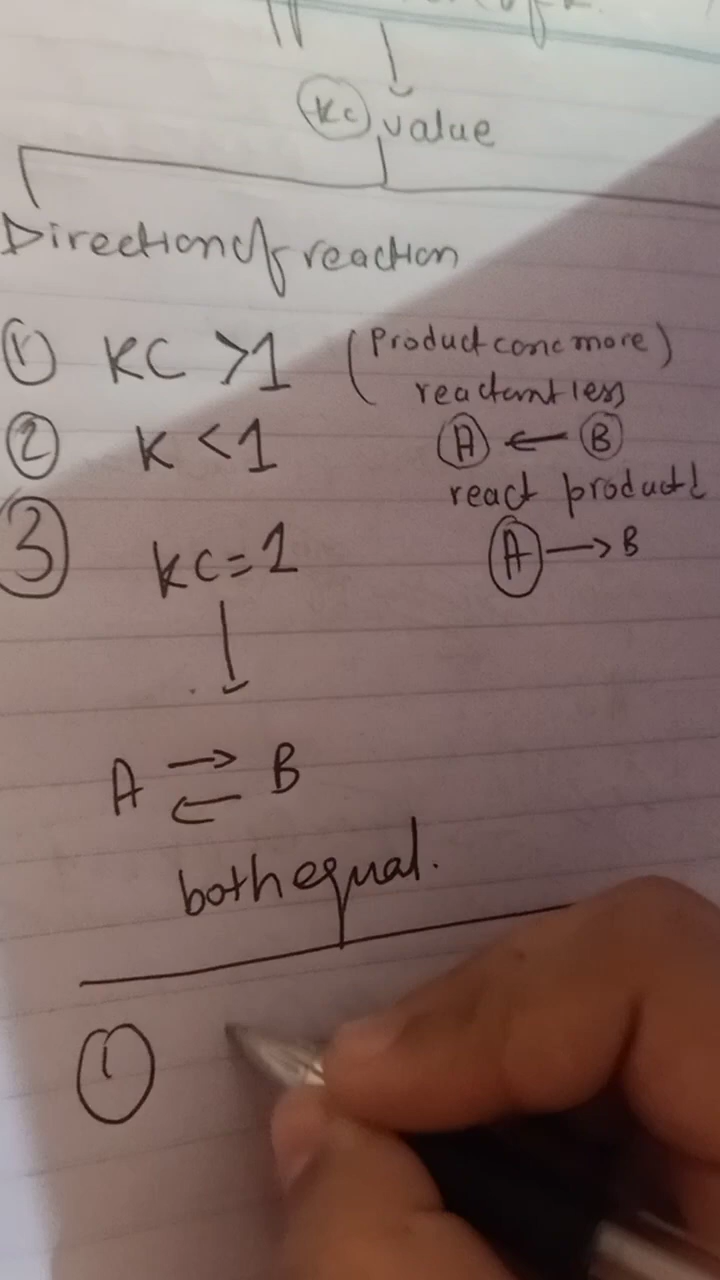 Kc value
Direction of reaction
① KC >1 (Product conc more)
reactant less
② K <1 A ← B
react product↓
③ KC=1 A → B
A ⇄ B
both equal.
①